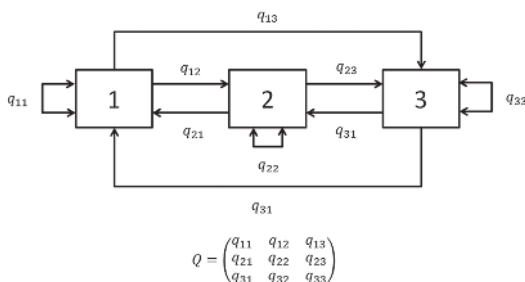 q₁₃
q₁₂ q₂₃
q₁₁ 1 2 3 q₃₃
q₂₁ q₃₁
q₂₂
q₃₁
Q = (q₁₁ q₁₂ q₁₃
q₂₁ q₂₂ q₂₃
q₃₁ q₃₂ q₃₃)